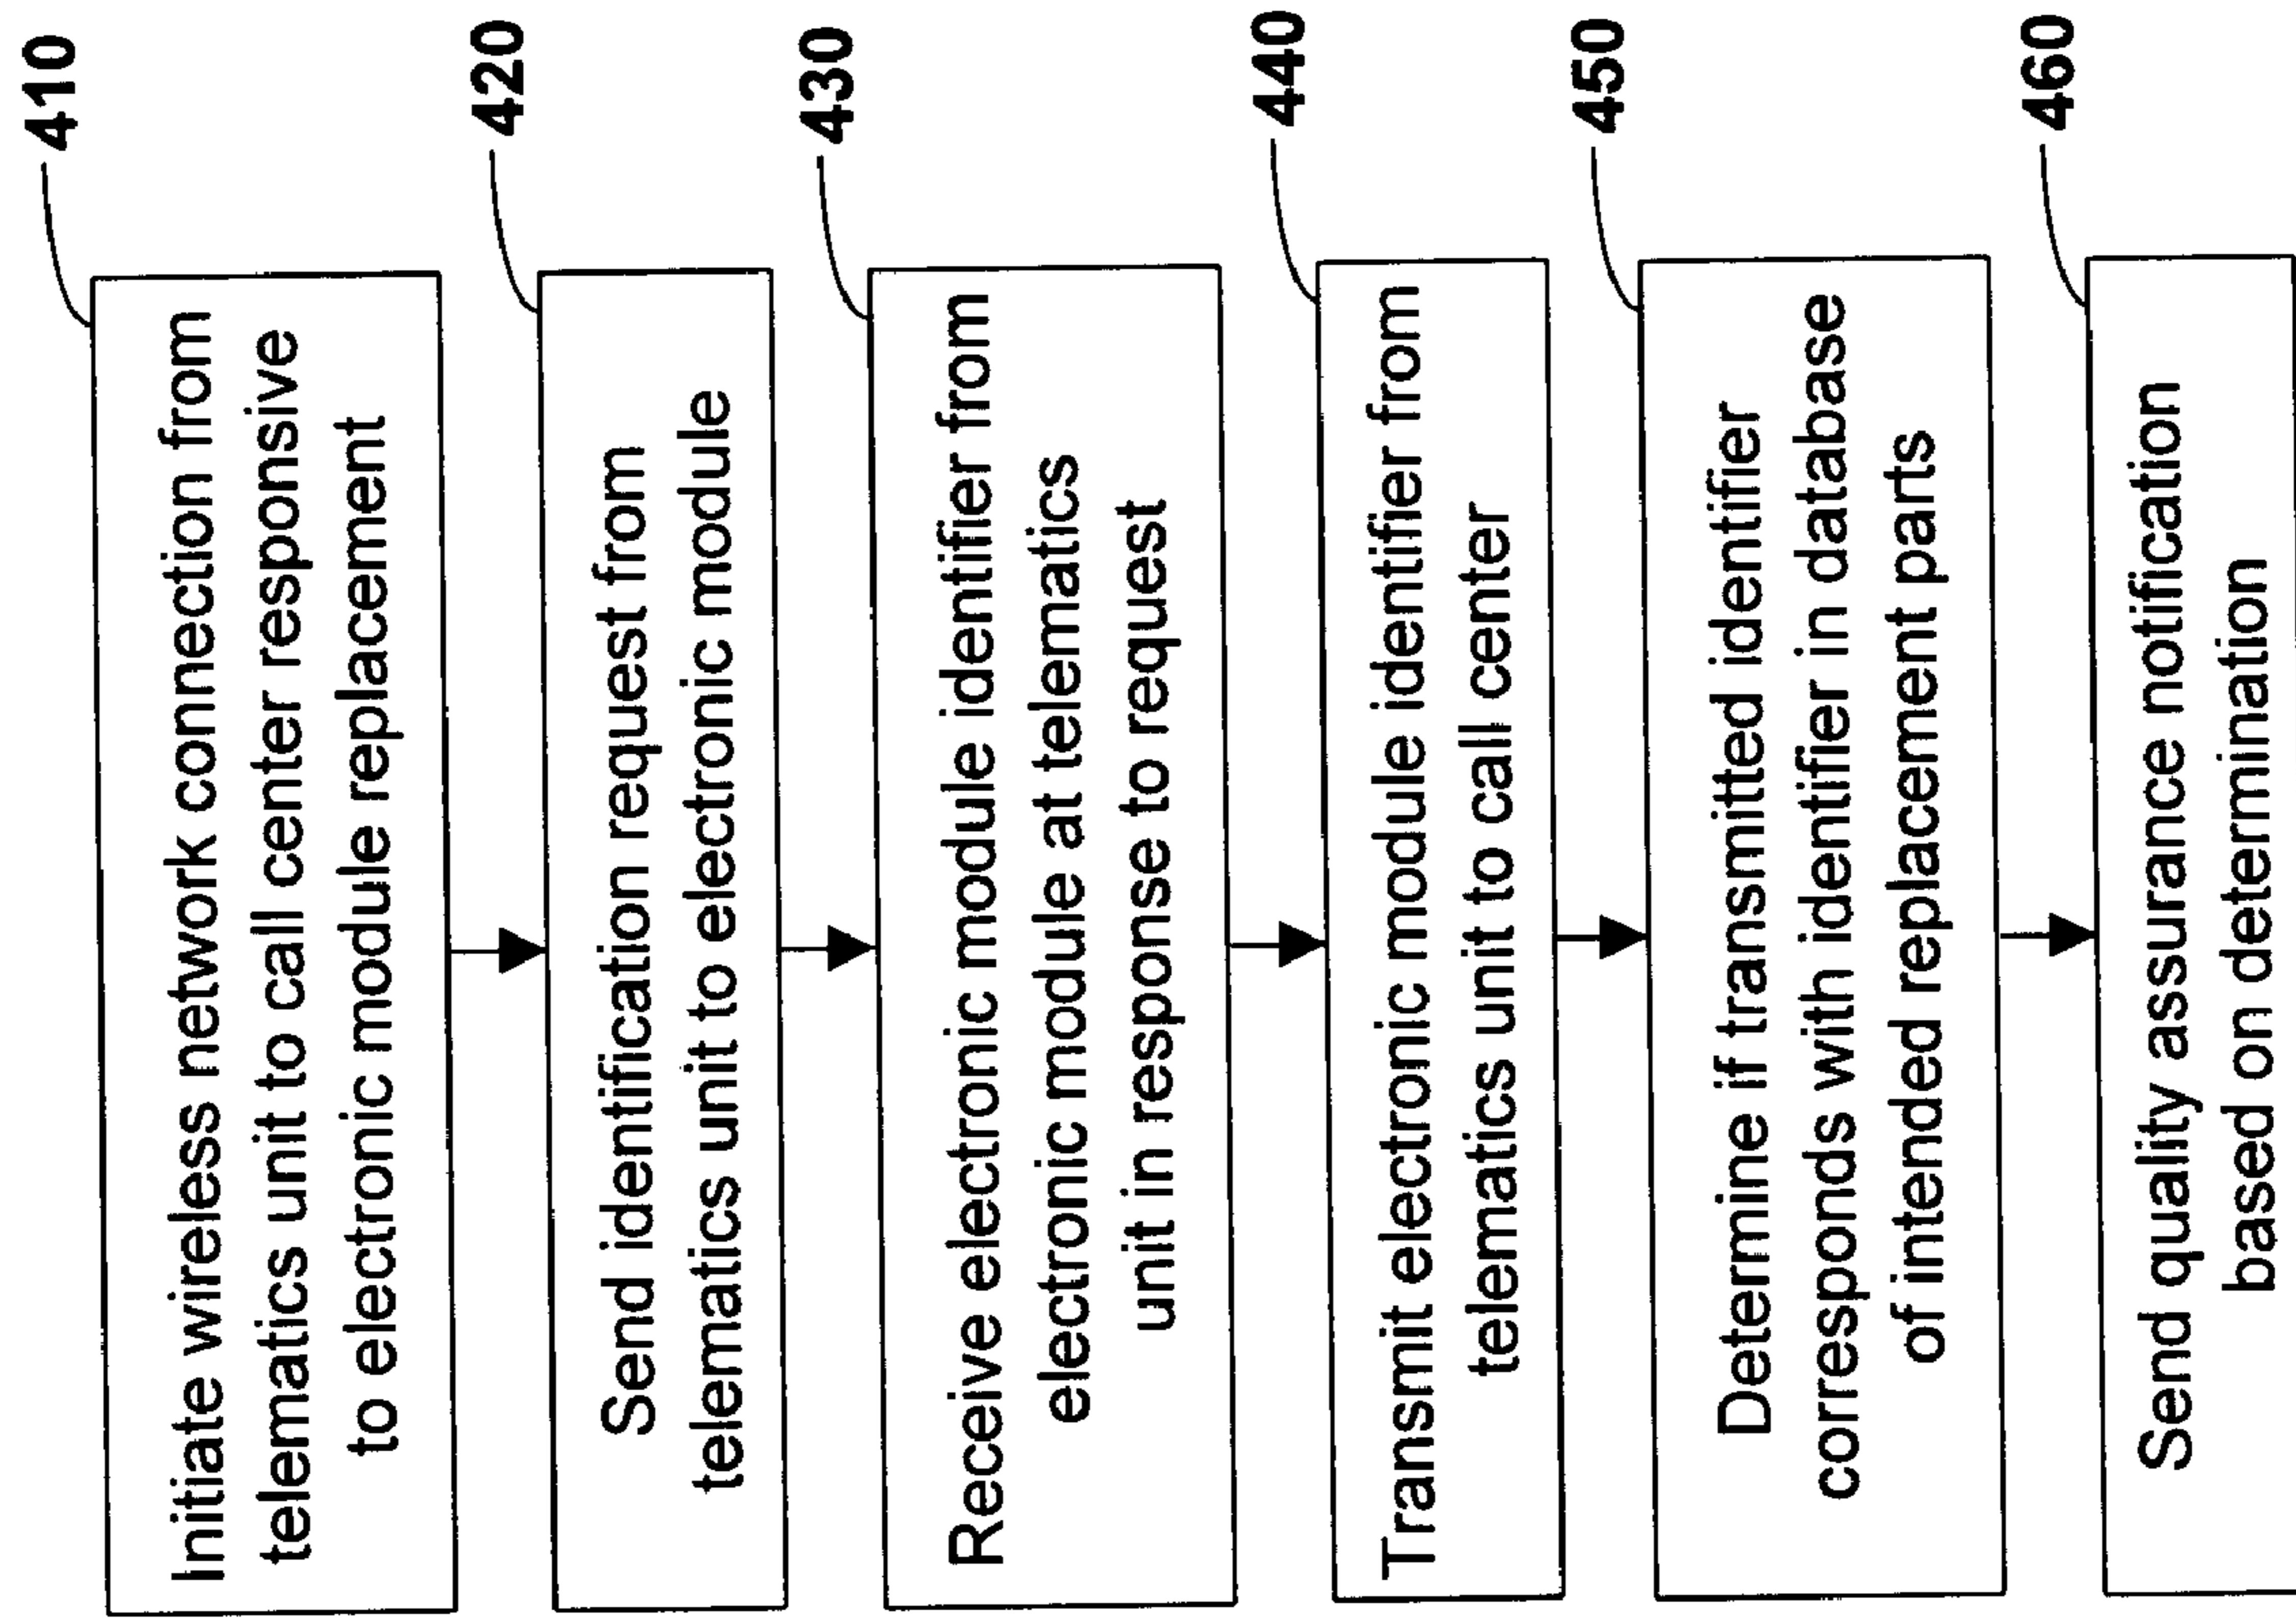 410
Initiate wireless network connection from
telematics unit to call center responsive
to electronic module replacement
420
Send identification request from
telematics unit to electronic module
430
Receive electronic module identifier from
electronic module at telematics
unit in response to request
440
Transmit electronic module identifier from
telematics unit to call center
450
Determine if transmitted identifier
corresponds with identifier in database
of intended replacement parts
460
Send quality assurance notification
based on determination